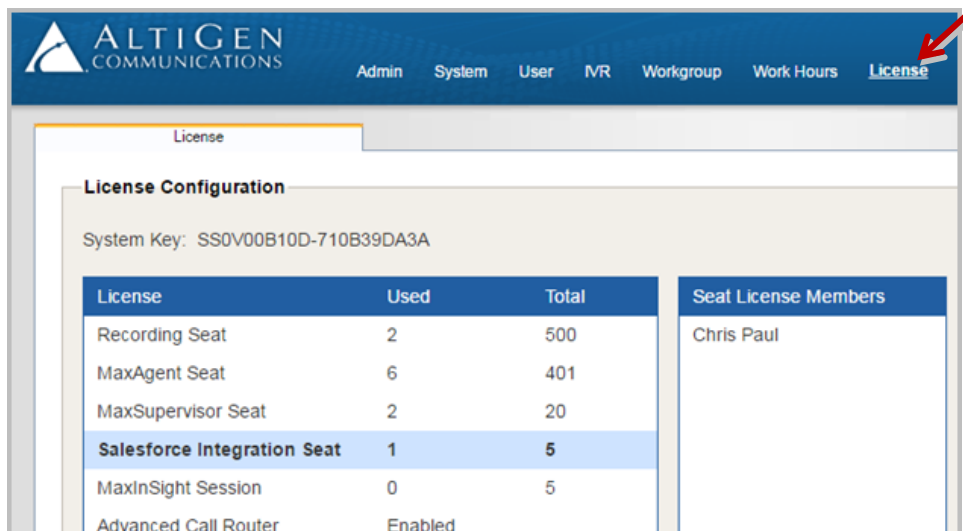 ALTIGEN
COMMUNICATIONS
Admin System User IVR Workgroup Work Hours License
License
License Configuration
System Key: SS0V00B10D-710B39DA3A
License Used Total
Recording Seat 2 500
MaxAgent Seat 6 401
MaxSupervisor Seat 2 20
Salesforce Integration Seat 1 5
MaxInSight Session 0 5
Advanced Call Router Enabled
Seat License Members
Chris Paul